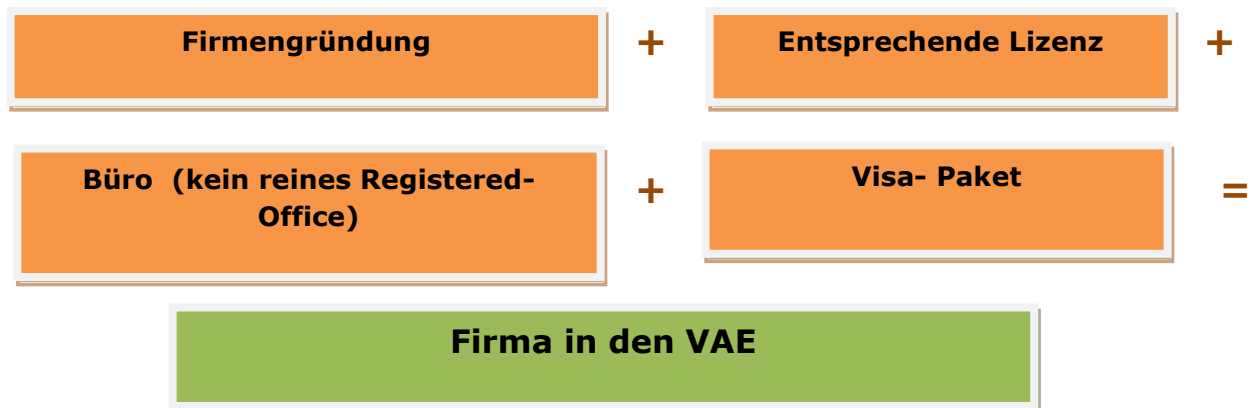 Firmengründung + Entsprechende Lizenz +
Büro (kein reines Registered- + Visa- Paket =
Office)
Firma in den VAE